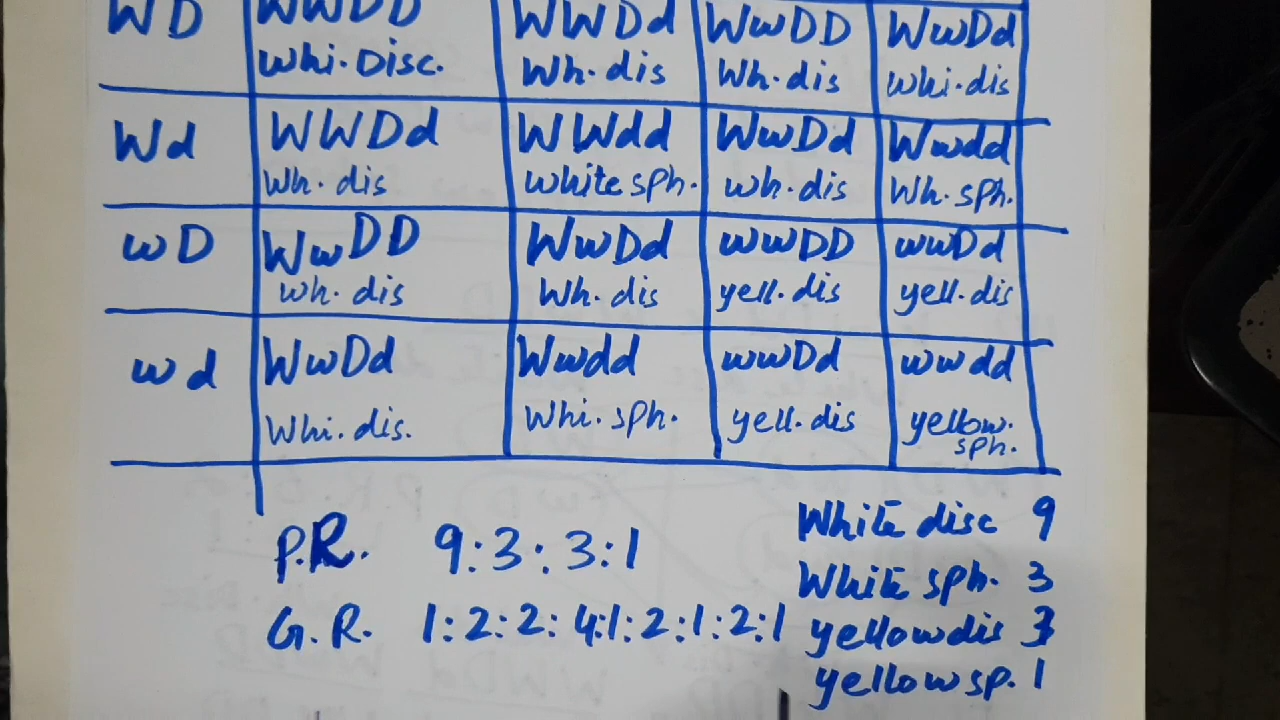 WD WWDD WWDd WwDD WwDd
Whi. Disc. Wh. dis Wh. dis whi. dis
Wd WWDd WWdd WwDd Wwdd
Wh. dis white sph. wh. dis Wh. sph.
wD WwDD WwDd wwDD wwDd
wh. dis Wh. dis yell. dis yell. dis
wd WwDd Wwdd wwDd wwdd
Whi. dis. Whi. sph. yell. dis yellow.
sph.
White disc 9
P.R. 9:3:3:1
White sph. 3
G.R. 1:2:2:4:1:2:1:2:1 yellow dis 3
yellow sp. 1